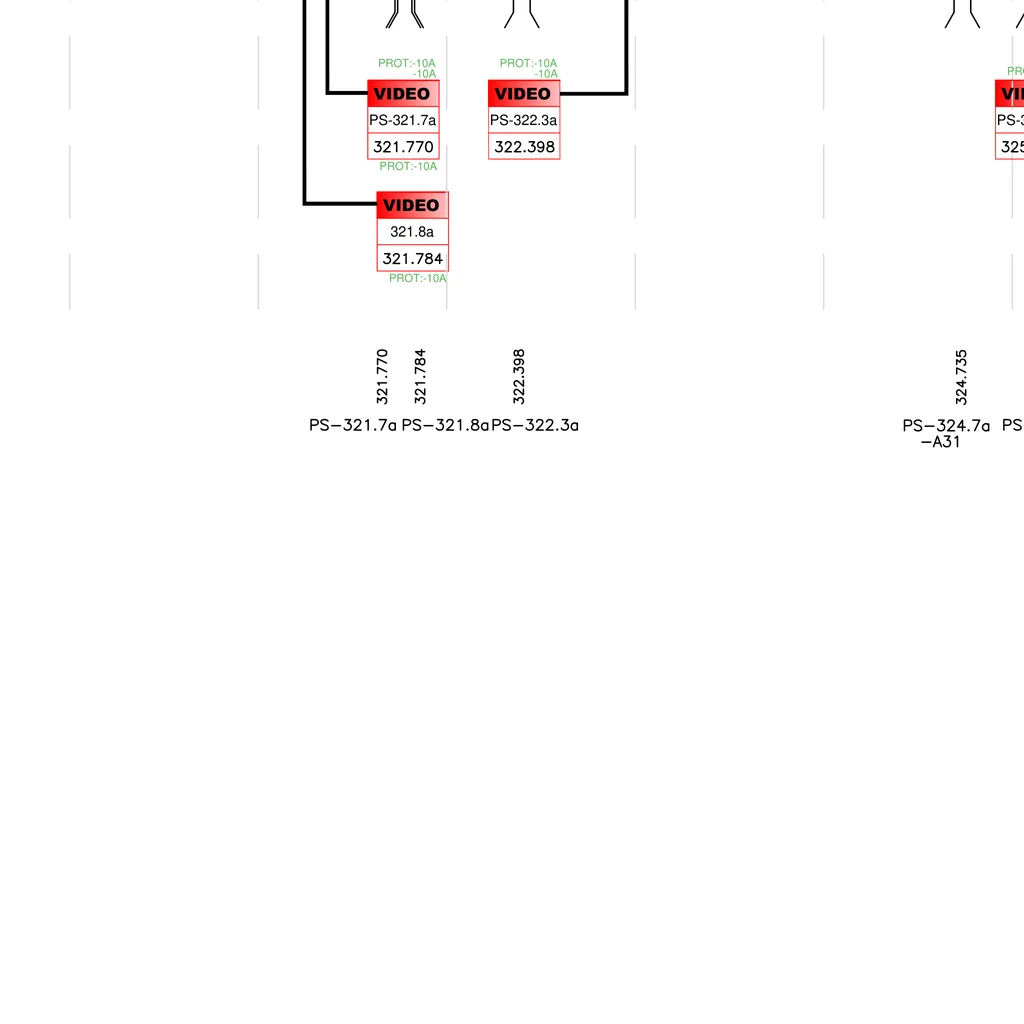 PROT:-10A
-10A
VIDEO
PS-321.7a
321.770
PROT:-10A
PROT:-10A
-10A
VIDEO
PS-322.3a
322.398
VIDEO
321.8a
321.784
PROT:-10A
321.770
321.784
322.398
324.735
PS-321.7a PS-321.8a PS-322.3a
PS-324.7a
-A31